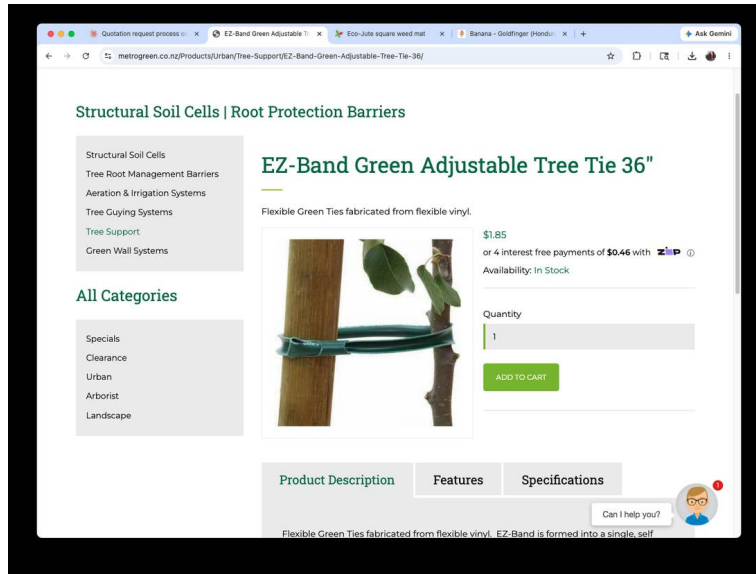 Quotation request process o
EZ-Band Green Adjustable T
Eco-Jute square weed mat
Banana - Goldfinger (Hondu
Ask Gemini
metrogreen.co.nz/Products/Urban/Tree-Support/EZ-Band-Green-Adjustable-Tree-Tie-36/
Structural Soil Cells | Root Protection Barriers
Structural Soil Cells
Tree Root Management Barriers
Aeration & Irrigation Systems
Tree Guying Systems
Tree Support
Green Wall Systems
All Categories
Specials
Clearance
Urban
Arborist
Landscape
EZ-Band Green Adjustable Tree Tie 36"
Flexible Green Ties fabricated from flexible vinyl.
$1.85
or 4 interest free payments of $0.46 with ZIP
Availability: In Stock
Quantity
1
ADD TO CART
Product Description
Features
Specifications
1
Can I help you?
Flexible Green Ties fabricated from flexible vinyl. EZ-Band is formed into a single, self